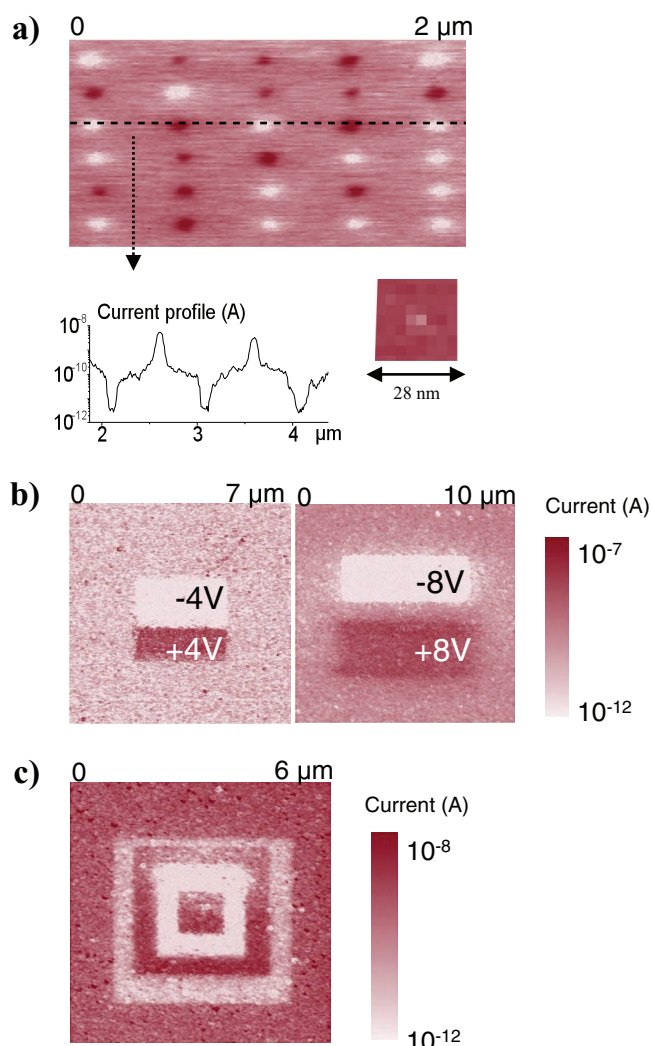 a)
0 2 µm
Current profile (A)
10-8
10-10
10-12
2 3 4 µm
28 nm
b)
0 7 µm 0 10 µm
-4V
+4V
-8V
+8V
Current (A)
10-7
10-12
c)
0 6 µm
Current (A)
10-8
10-12